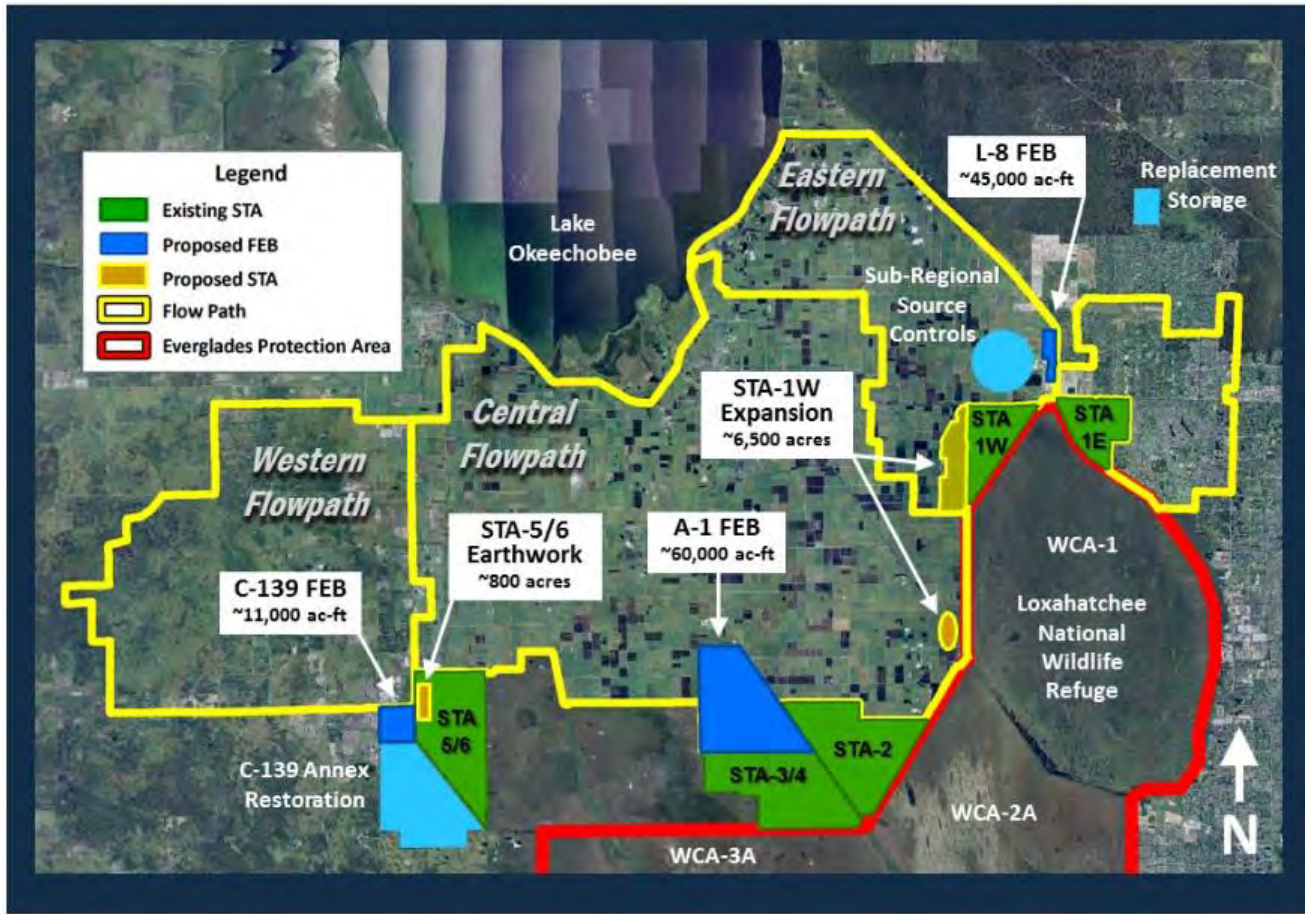 Legend
Existing STA
Proposed FEB
Proposed STA
Flow Path
Everglades Protection Area
Lake
Okeechobee
Eastern
Flowpath
L-8 FEB
~45,000 ac-ft
Replacement
Storage
Sub-Regional
Source
Controls
STA-1W
Expansion
~6,500 acres
STA
1W
STA
1E
Central
Flowpath
Western
Flowpath
STA-5/6
Earthwork
~800 acres
A-1 FEB
~60,000 ac-ft
C-139 FEB
~11,000 ac-ft
WCA-1
Loxahatchee
National
Wildlife
Refuge
STA
5/6
C-139 Annex
Restoration
STA-2
STA-3/4
WCA-2A
WCA-3A
N